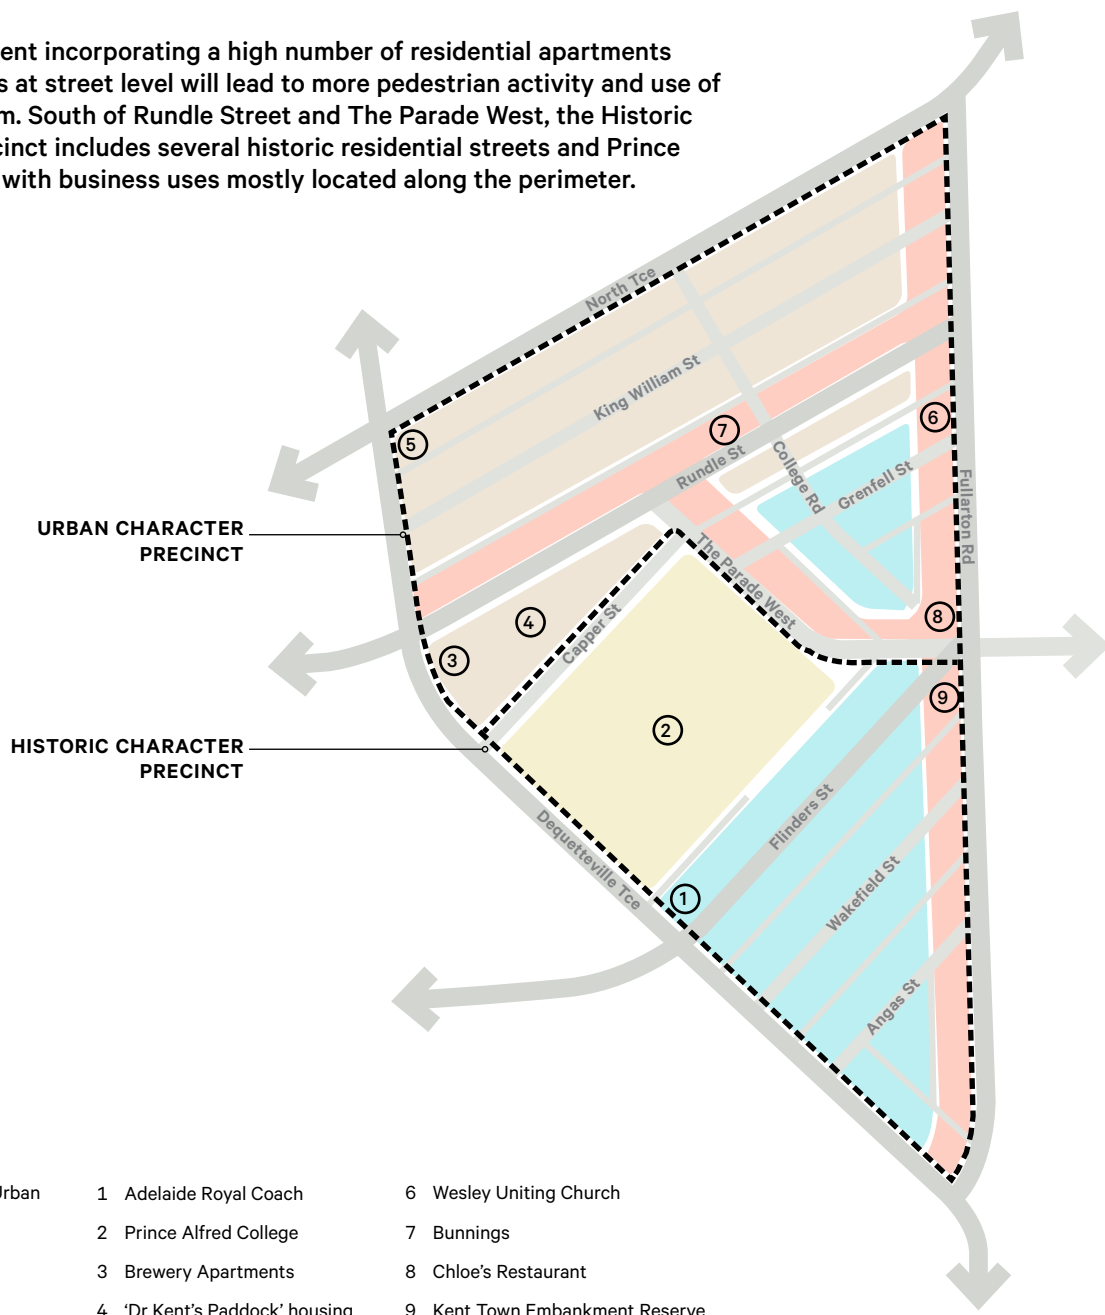 ent incorporating a high number of residential apartments
s at street level will lead to more pedestrian activity and use of
m. South of Rundle Street and The Parade West, the Historic
cinct includes several historic residential streets and Prince
with business uses mostly located along the perimeter.
North Tce
King William St
5
7
6
Rundle St
College Rd
Grenfell St
Fullarton Rd
URBAN CHARACTER
PRECINCT
The Parade West
4
Capper St
8
3
9
2
HISTORIC CHARACTER
PRECINCT
Dequetteville Tce
Flinders St
Wakefield St
1
Angas St
Urban
1 Adelaide Royal Coach
2 Prince Alfred College
3 Brewery Apartments
4 'Dr Kent's Paddock' housing
6 Wesley Uniting Church
7 Bunnings
8 Chloe's Restaurant
9 Kent Town Embankment Reserve